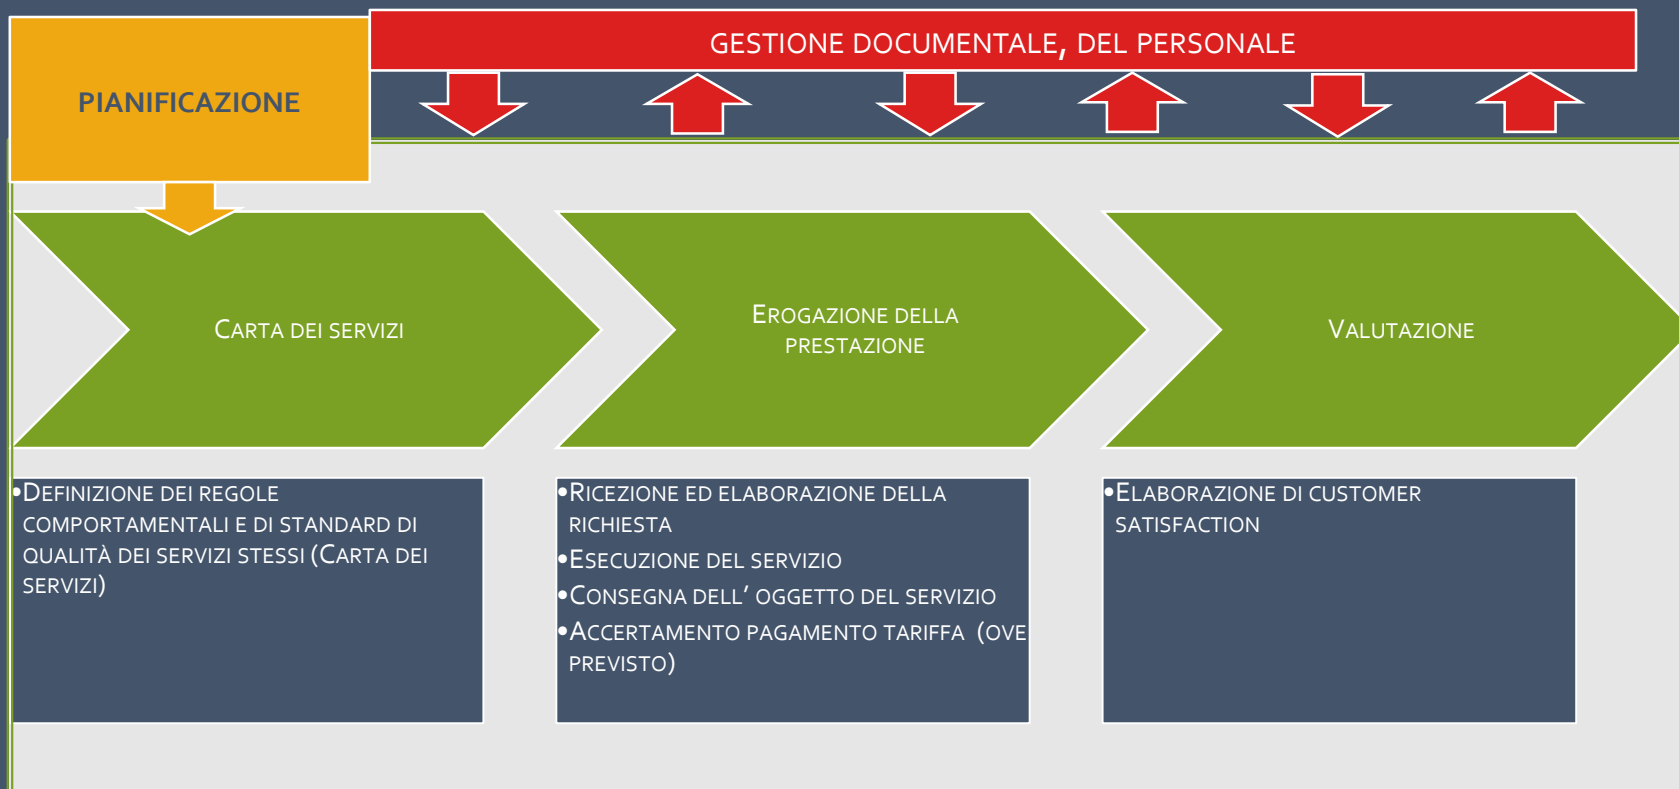 GESTIONE DOCUMENTALE, DEL PERSONALE
PIANIFICAZIONE
CARTA DEI SERVIZI
EROGAZIONE DELLA
PRESTAZIONE
VALUTAZIONE
•DEFINIZIONE DEI REGOLE
COMPORTAMENTALI E DI STANDARD DI
QUALITÀ DEI SERVIZI STESSI (CARTA DEI
SERVIZI)
•RICEZIONE ED ELABORAZIONE DELLA
RICHIESTA
•ESECUZIONE DEL SERVIZIO
•CONSEGNA DELL’ OGGETTO DEL SERVIZIO
•ACCERTAMENTO PAGAMENTO TARIFFA (OVE
PREVISTO)
•ELABORAZIONE DI CUSTOMER
SATISFACTION